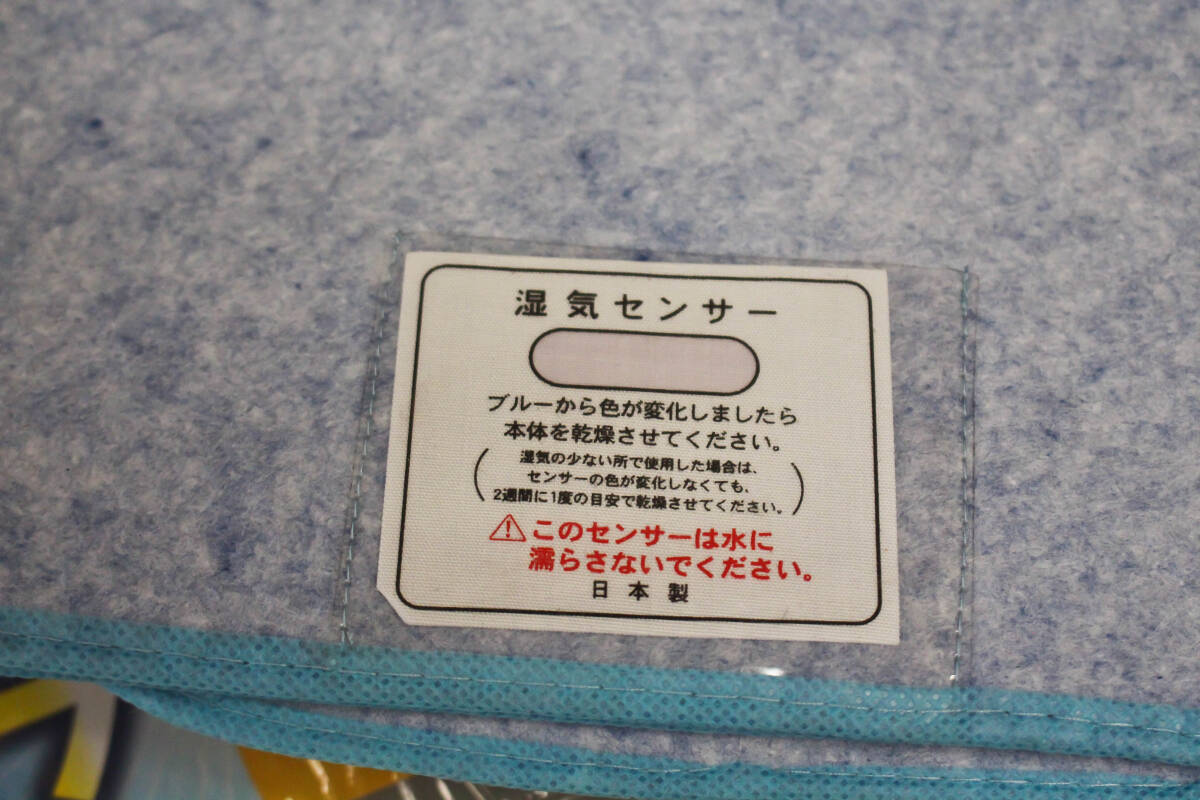 湿気センサー
ブルーから色が変化しましたら
本体を乾燥させてください。
(湿気の少ない所で使用した場合は、
センサーの色が変化しなくても、
2週間に1度の目安で乾燥させてください。)
⚠このセンサーは水に
濡らさないでください。
日本製